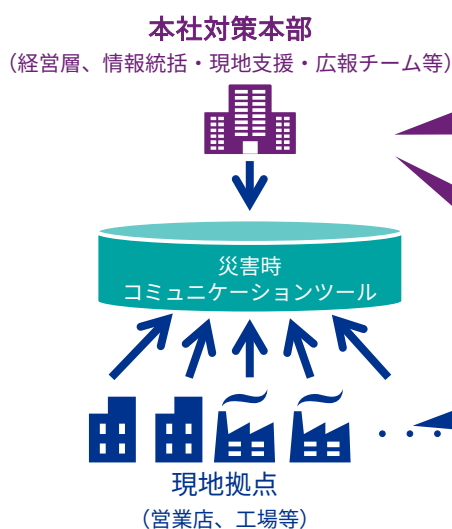 本社対策本部
（経営層、情報統括・現地支援・広報チーム等）
災害時
コミュニケーションツール
現地拠点
（営業店、工場等）